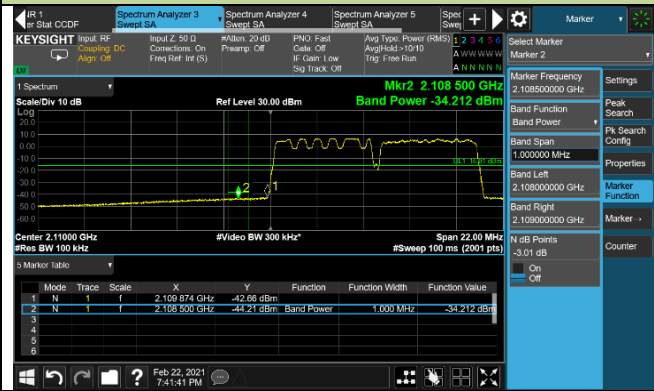 IR 1
er Stat CCDF
Spectrum Analyzer 3
Swept SA
Spectrum Analyzer 4
Swept SA
Spectrum Analyzer 5
Swept SA
Spec
Swe
Marker
KEYSIGHT
Input: RF
Coupling: DC
Align: Off
Input Z: 50 Ω
Corrections: On
Freq Ref: Int (S)
#Atten: 20 dB
Preamp: Off
PNO: Fast
Gate: Off
IF Gain: Low
Sig Track: Off
Avg Type: Power (RMS)
Avg|Hold:>10/10
Trig: Free Run
1 2 3 4 5 6
A W W W W W
A N N N N N
LXI
Select Marker
Marker 2
1 Spectrum
Scale/Div 10 dB
Log
Ref Level 30.00 dBm
Mkr2 2.108 500 GHz
Band Power -34.212 dBm
20.0
10.0
0.00
-10.0
-20.0
-30.0
-40.0
-50.0
-60.0
2
1
Center 2.11000 GHz
#Res BW 100 kHz
#Video BW 300 kHz*
Span 22.00 MHz
#Sweep 100 ms (2001 pts)
Marker Frequency
2.108500000 GHz
Band Function
Band Power
Band Span
1.000000 MHz
Band Left
2.108000000 GHz
Band Right
2.109000000 GHz
N dB Points
-3.01 dB
On
Off
Settings
Peak
Search
Pk Search
Config
Properties
Marker
Function
Marker→
Counter
5 Marker Table
Mode Trace Scale X Y Function Function Width Function Value
1 N 1 f 2.109 874 GHz -42.66 dBm
2 N 1 f 2.108 500 GHz -44.21 dBm Band Power 1.000 MHz -34.212 dBm
3
4
5
6
?
Feb 22, 2021
7:41:41 PM